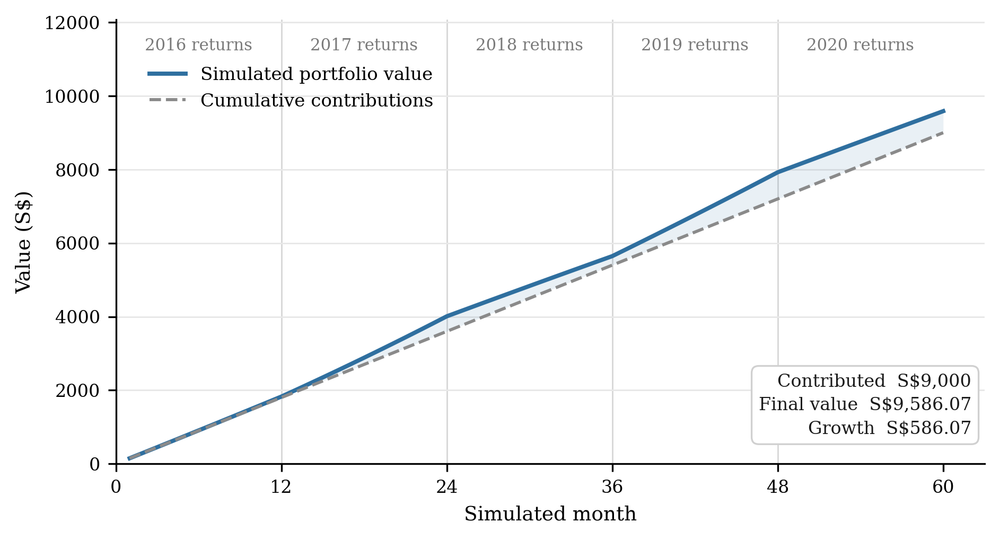 12000
2016 returns 2017 returns 2018 returns 2019 returns 2020 returns
Simulated portfolio value
10000
Cumulative contributions
8000
6000
4000
2000
0
Value (S$)
Contributed S$9,000
Final value S$9,586.07
Growth S$586.07
0 12 24 36 48 60
Simulated month